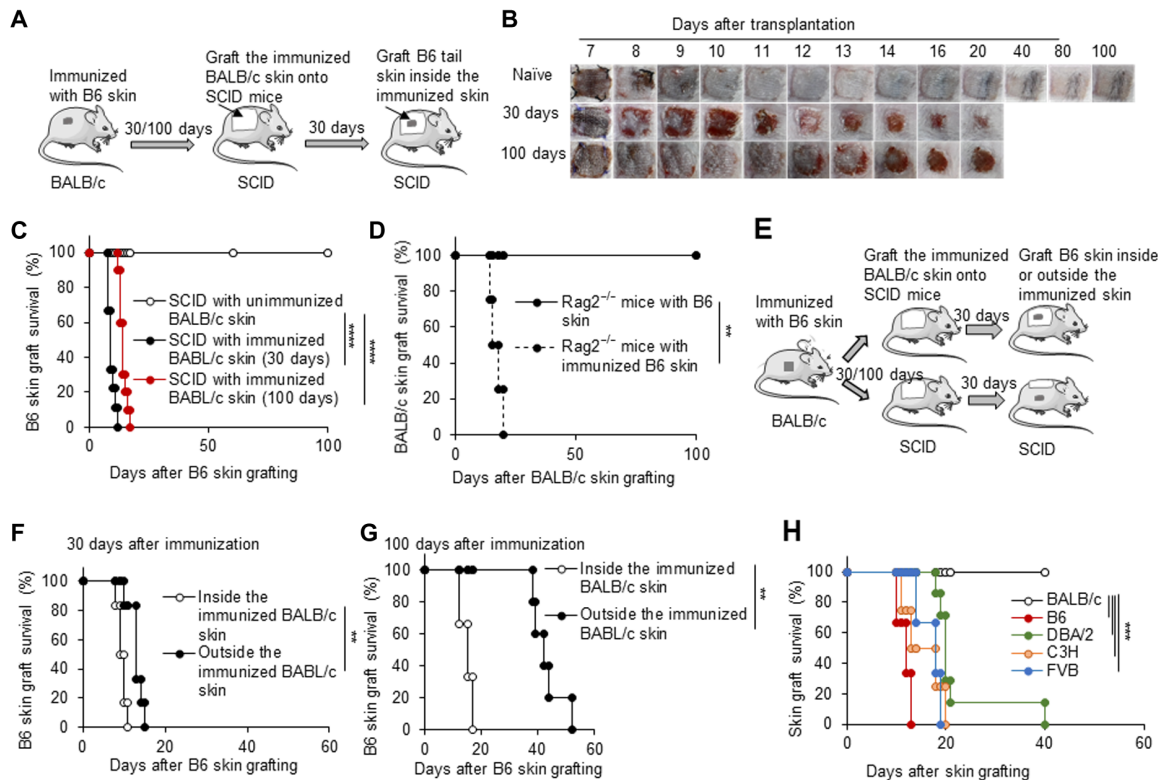 A
Immunized
with B6 skin
Graft the immunized
BALB/c skin onto
SCID mice
Graft B6 tail
skin inside the
immunized skin
30/100 days
30 days
BALB/c
SCID
SCID
B
Days after transplantation
7 8 9 10 11 12 13 14 16 20 40 80 100
Naïve
30 days
100 days
C
B6 skin graft survival (%)
100
80
60
40
20
0
SCID with unimmunized
BALB/c skin
SCID with immunized
BABL/c skin (30 days)
SCID with immunized
BABL/c skin (100 days)
****
****
0 50 100
Days after B6 skin grafting
D
BALB/c skin graft survival (%)
100
80
60
40
20
0
Rag2⁻/⁻ mice with B6
skin
Rag2⁻/⁻ mice with
immunized B6 skin
**
0 100
Days after BALB/c skin grafting
E
Immunized
with B6 skin
Graft the immunized
BALB/c skin onto
SCID mice
Graft B6 skin inside
or outside the
immunized skin
30 days
30/100 days
30 days
BALB/c
SCID
SCID
F
30 days after immunization
B6 skin graft survival (%)
100
80
60
40
20
0
Inside the
immunized BALB/c
skin
Outside the
immunized BABL/c
skin
**
0 20 40 60
Days after B6 skin grafting
G
100 days after immunization
B6 skin graft survival (%)
100
80
60
40
20
0
Inside the immunized
BALB/c skin
Outside the immunized
BABL/c skin
**
0 20 40 60
Days after B6 skin grafting
H
Skin graft survival (%)
100
80
60
40
20
0
BALB/c
B6
DBA/2
C3H
FVB
***
0 20 40 60
Days after skin grafting